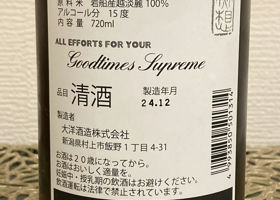 原料米 岩船産越淡麗100%
アルコール分 15度
内容量 720ml
ALL EFFORTS FOR YOUR
Goodtimes Supreme
品目 清酒
製造年月
24.12
大洋酒造株式会社
新潟県村上市飯野1丁目4-31
お酒は20歳になってから。
お酒はおいしく適量を。
妊娠中・授乳期の飲酒はお避けください。
飲酒運転は法律で禁止されています。
4993850501314